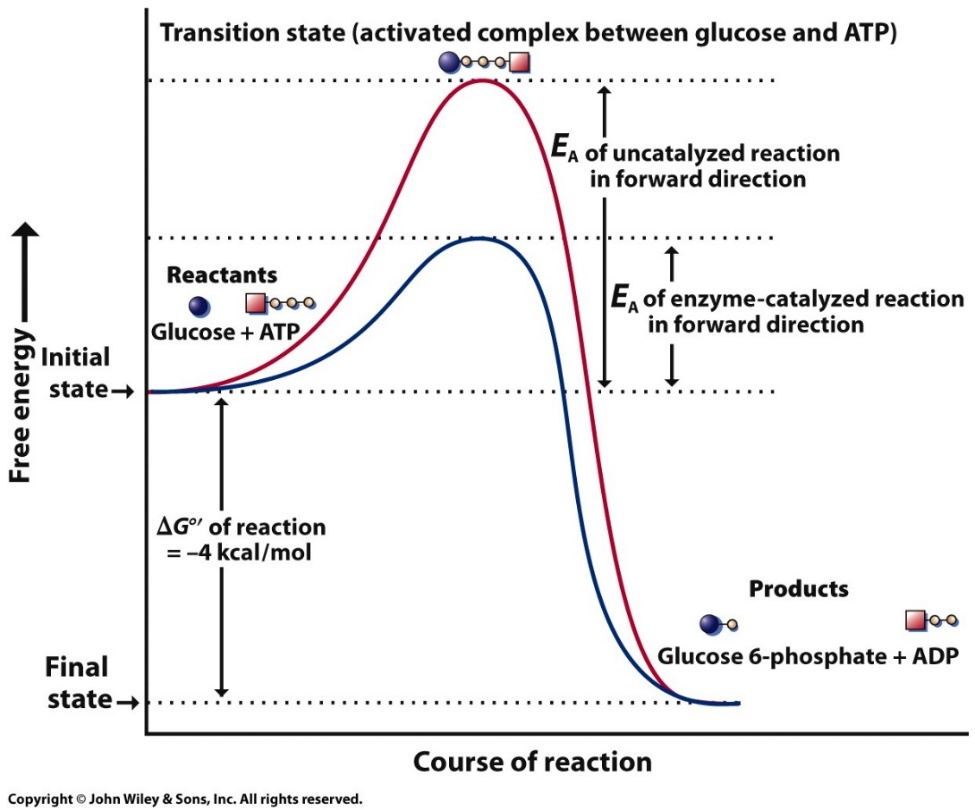 Transition state (activated complex between glucose and ATP)
E_A of uncatalyzed reaction
in forward direction
Reactants
Glucose + ATP
E_A of enzyme-catalyzed reaction
in forward direction
Free energy
Initial
state
ΔG°′ of reaction
= –4 kcal/mol
Products
Glucose 6-phosphate + ADP
Final
state
Course of reaction
Copyright © John Wiley & Sons, Inc. All rights reserved.